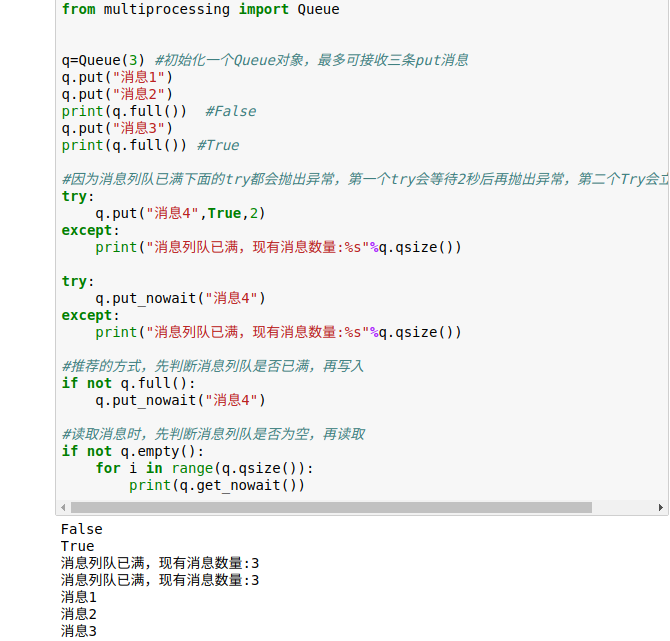 from multiprocessing import Queue
q=Queue(3) #初始化一个Queue对象，最多可接收三条put消息
q.put("消息1")
q.put("消息2")
print(q.full())  #False
q.put("消息3")
print(q.full()) #True
#因为消息列队已满下面的try都会抛出异常，第一个try会等待2秒后再抛出异常，第二个Try会立
try:
    q.put("消息4",True,2)
except:
    print("消息列队已满，现有消息数量:%s"%q.qsize())
try:
    q.put_nowait("消息4")
except:
    print("消息列队已满，现有消息数量:%s"%q.qsize())
#推荐的方式，先判断消息列队是否已满，再写入
if not q.full():
    q.put_nowait("消息4")
#读取消息时，先判断消息列队是否为空，再读取
if not q.empty():
    for i in range(q.qsize()):
        print(q.get_nowait())
False
True
消息列队已满，现有消息数量:3
消息列队已满，现有消息数量:3
消息1
消息2
消息3